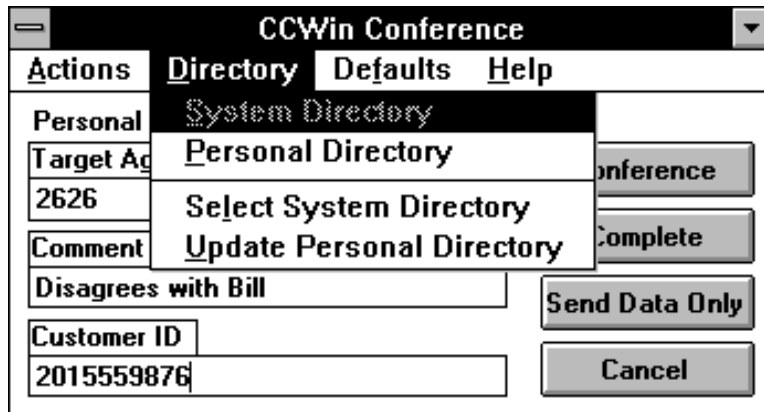 CCWin Conference
Actions Directory Defaults Help
System Directory
Personal Directory
Select System Directory
Update Personal Directory
Personal
Target Ag
2626
Comment
Disagrees with Bill
Customer ID
2015559876
onference
Complete
Send Data Only
Cancel